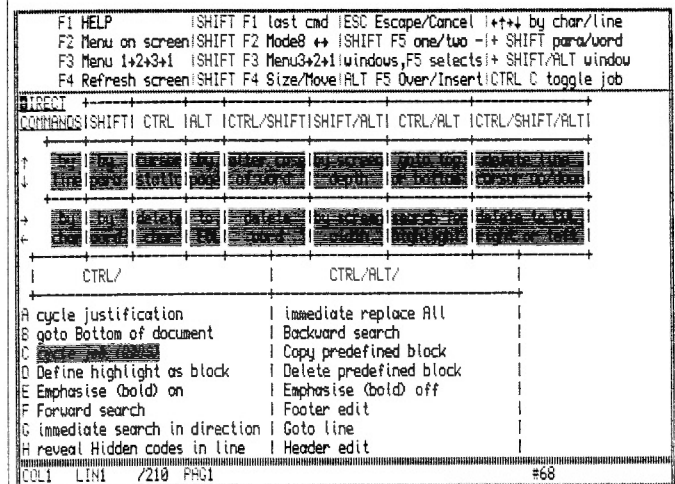 F1 HELP |SHIFT F1 last cmd |ESC Escape/Cancel |←↑→↓ by char/line
F2 Menu on screen|SHIFT F2 Mode8 ↔ |SHIFT F5 one/two -|+ SHIFT para/word
F3 Menu 1+2+3+1 |SHIFT F3 Menu3+2+1|windows,F5 selects|+ SHIFT/ALT window
F4 Refresh screen|SHIFT F4 Size/Move|ALT F5 Over/Insert|CTRL C toggle job
DIRECT
COMMANDS|SHIFT| CTRL |ALT |CTRL/SHIFT|SHIFT/ALT| CTRL/ALT |CTRL/SHIFT/ALT|
↑ by | by |cursor| by |alter case|by screen| goto top | delete line |
↓ line| para|static|page| of word | depth | or bottom|cursor up/down|
→ by | by |delete| to | delete |by screen|search for|delete to EOL,|
← char| word| char | EOL| word | width |highlight|right or left|
| CTRL/ | CTRL/ALT/ |
A cycle justification | immediate replace All |
B goto Bottom of document | Backward search |
C cycle job | Copy predefined block |
D Define highlight as block | Delete predefined block |
E Emphasise (bold) on | Emphasise (bold) off |
F Forward search | Footer edit |
G immediate search in direction | Goto line |
H reveal Hidden codes in line | Header edit |
COL1 LIN1 /210 PAG1 #68